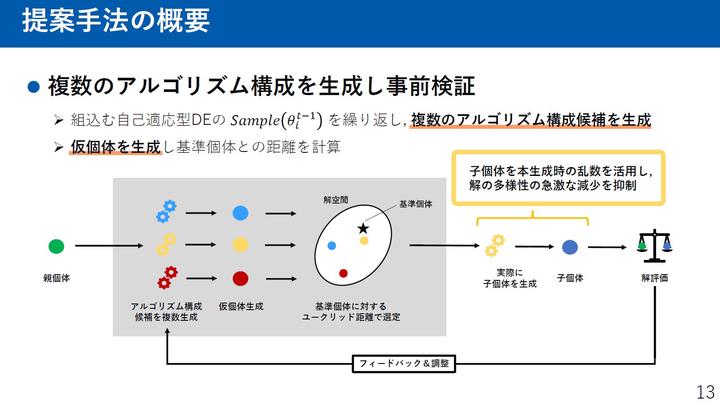 提案手法の概要
複数のアルゴリズム構成を生成し事前検証
組込む自己適応型DEの Sample(θᵢᵗ⁻¹) を繰り返し, 複数のアルゴリズム構成候補を生成
仮個体を生成し基準個体との距離を計算
子個体を本生成時の乱数を活用し,
解の多様性の急激な減少を抑制
解空間
基準個体
親個体
アルゴリズム構成
候補を複数生成
仮個体生成
基準個体に対する
ユークリッド距離で選定
実際に
子個体を生成
子個体
解評価
フィードバック&調整
13